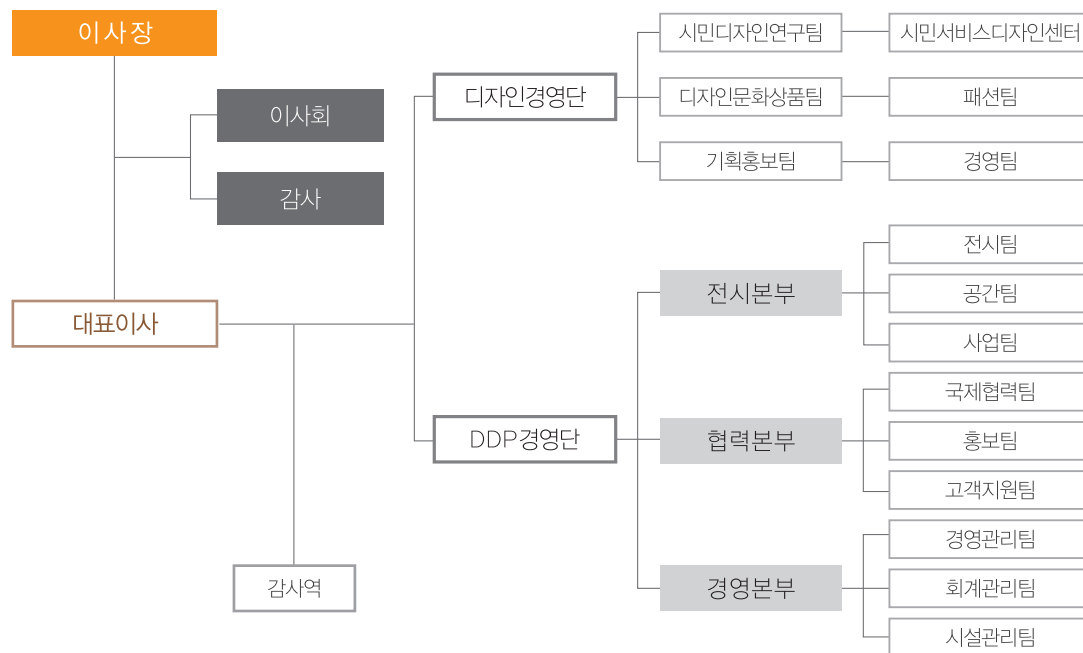 이사장
이사회
감사
대표이사
감사역
디자인경영단
시민디자인연구팀
시민서비스디자인센터
디자인문화상품팀
패션팀
기획홍보팀
경영팀
DDP경영단
전시본부
전시팀
공간팀
사업팀
협력본부
국제협력팀
홍보팀
고객지원팀
경영본부
경영관리팀
회계관리팀
시설관리팀